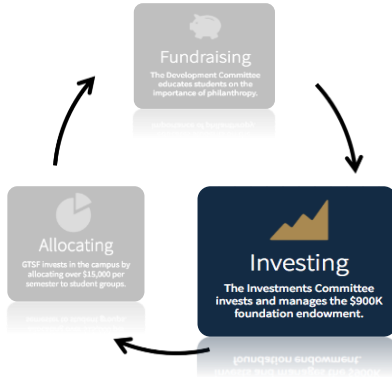 Fundraising
The Development Committee
educates students on the
importance of philanthropy.
Investing
The Investments Committee
invests and manages the $900K
foundation endowment.
Allocating
GTSF invests in the campus by
allocating over $15,000 per
semester to student groups.